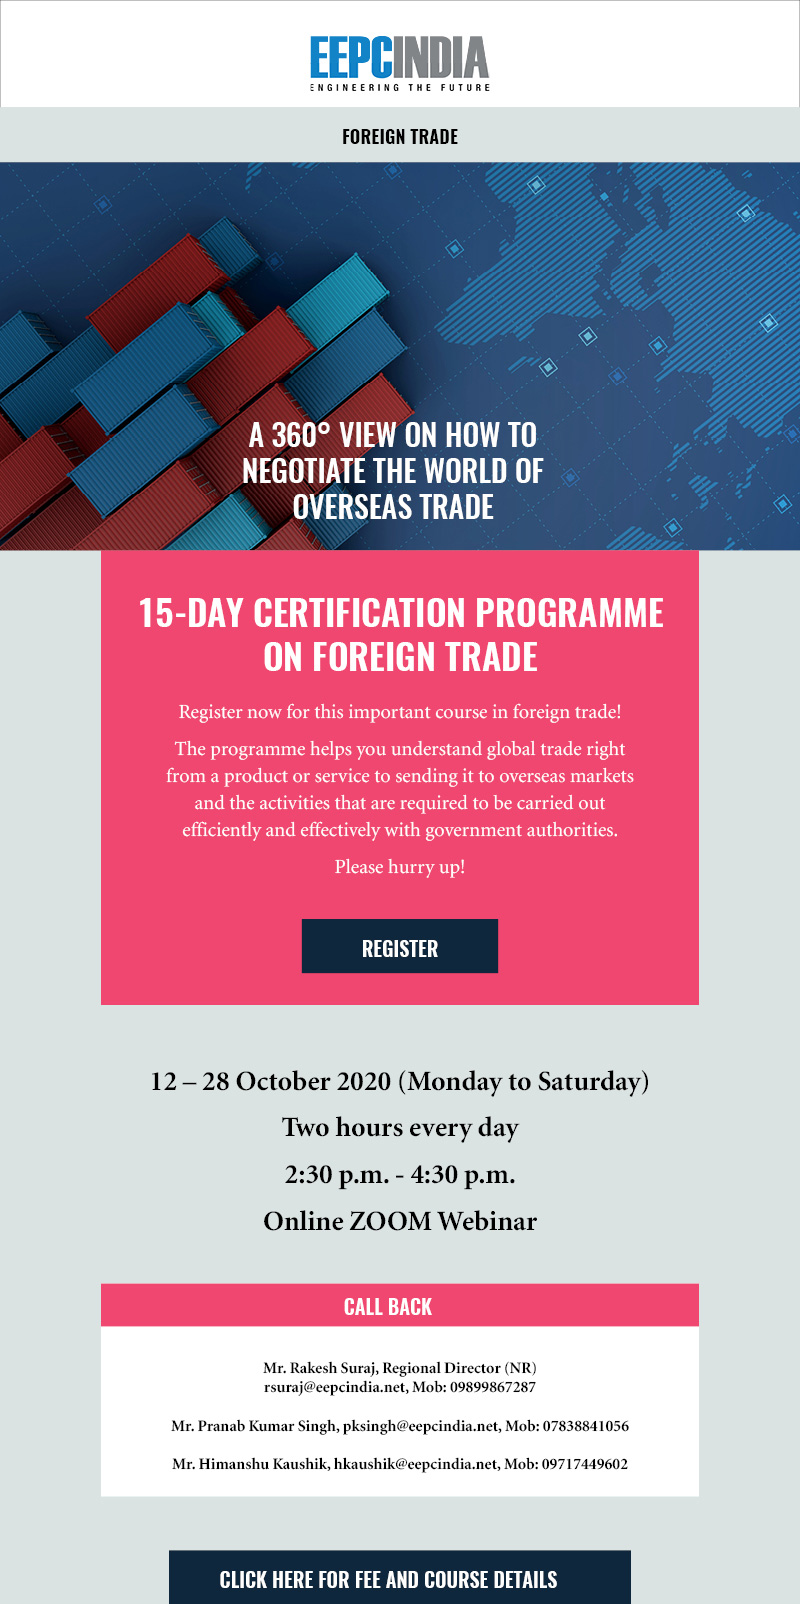 EEPCINDIA
ENGINEERING THE FUTURE
FOREIGN TRADE
A 360° VIEW ON HOW TO
NEGOTIATE THE WORLD OF
OVERSEAS TRADE
15-DAY CERTIFICATION PROGRAMME
ON FOREIGN TRADE
Register now for this important course in foreign trade!
The programme helps you understand global trade right
from a product or service to sending it to overseas markets
and the activities that are required to be carried out
efficiently and effectively with government authorities.
Please hurry up!
REGISTER
12 – 28 October 2020 (Monday to Saturday)
Two hours every day
2:30 p.m. - 4:30 p.m.
Online ZOOM Webinar
CALL BACK
Mr. Rakesh Suraj, Regional Director (NR)
rsuraj@eepcindia.net, Mob: 09899867287
Mr. Pranab Kumar Singh, pksingh@eepcindia.net, Mob: 07838841056
Mr. Himanshu Kaushik, hkaushik@eepcindia.net, Mob: 09717449602
CLICK HERE FOR FEE AND COURSE DETAILS